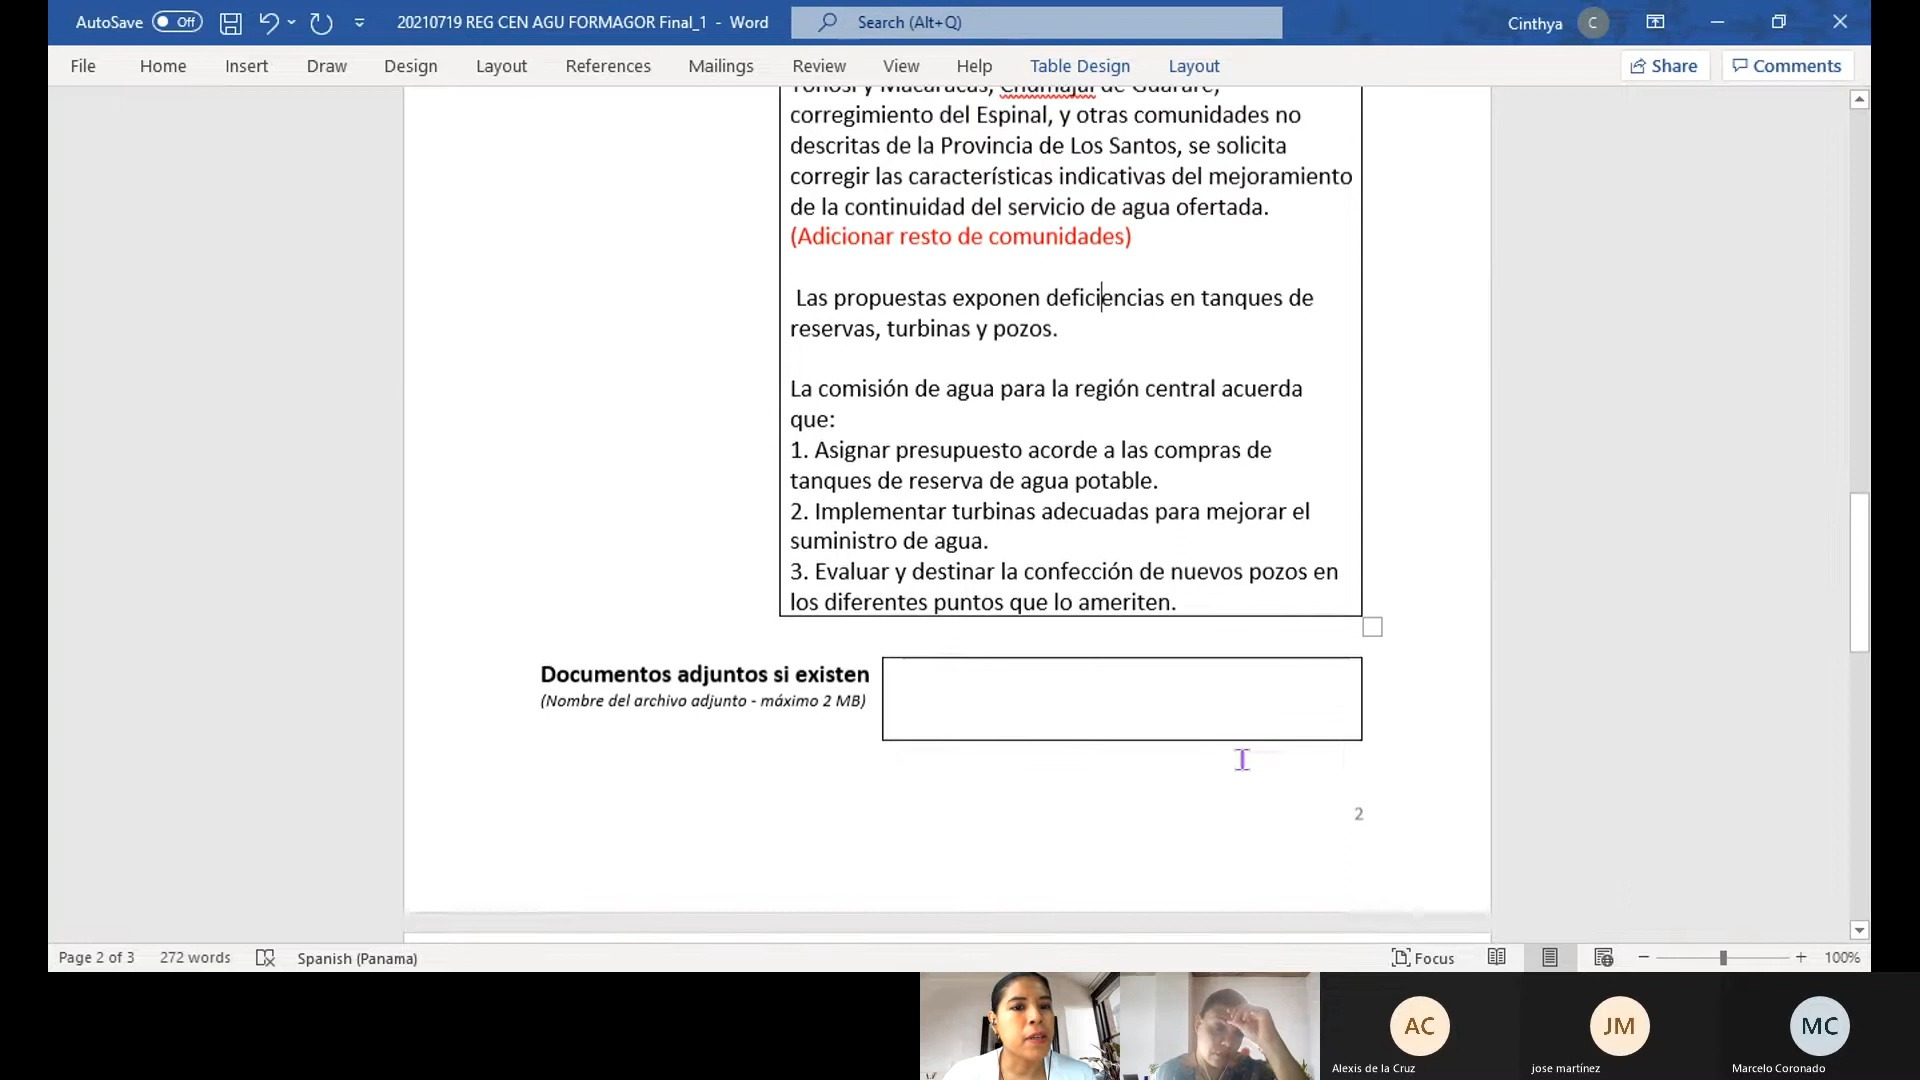 AutoSave Off 20210719 REG CEN AGU FORMAGOR Final_1 - Word Search (Alt+Q) Cinthya C
File Home Insert Draw Design Layout References Mailings Review View Help Table Design Layout Share Comments
Tonosí y Macaracas, Chumajal de Guararé,
corregimiento del Espinal, y otras comunidades no
descritas de la Provincia de Los Santos, se solicita
corregir las características indicativas del mejoramiento
de la continuidad del servicio de agua ofertada.
(Adicionar resto de comunidades)
Las propuestas exponen deficiencias en tanques de
reservas, turbinas y pozos.
La comisión de agua para la región central acuerda
que:
1. Asignar presupuesto acorde a las compras de
tanques de reserva de agua potable.
2. Implementar turbinas adecuadas para mejorar el
suministro de agua.
3. Evaluar y destinar la confección de nuevos pozos en
los diferentes puntos que lo ameriten.
Documentos adjuntos si existen
(Nombre del archivo adjunto - máximo 2 MB)
2
Page 2 of 3 272 words Spanish (Panama) Focus 100%
AC JM MC
Alexis de la Cruz jose martínez Marcelo Coronado